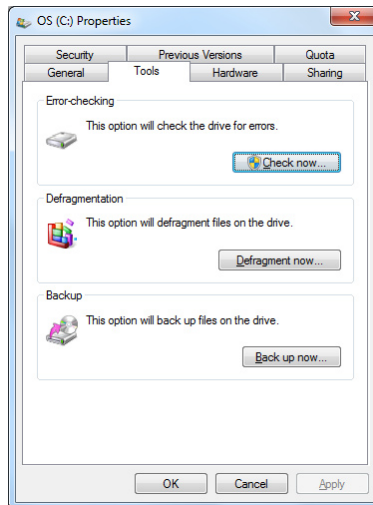 OS (C:) Properties
Security
Previous Versions
Quota
General
Tools
Hardware
Sharing
Error-checking
This option will check the drive for errors.
Check now...
Defragmentation
This option will defragment files on the drive.
Defragment now...
Backup
This option will back up files on the drive.
Back up now...
OK
Cancel
Apply